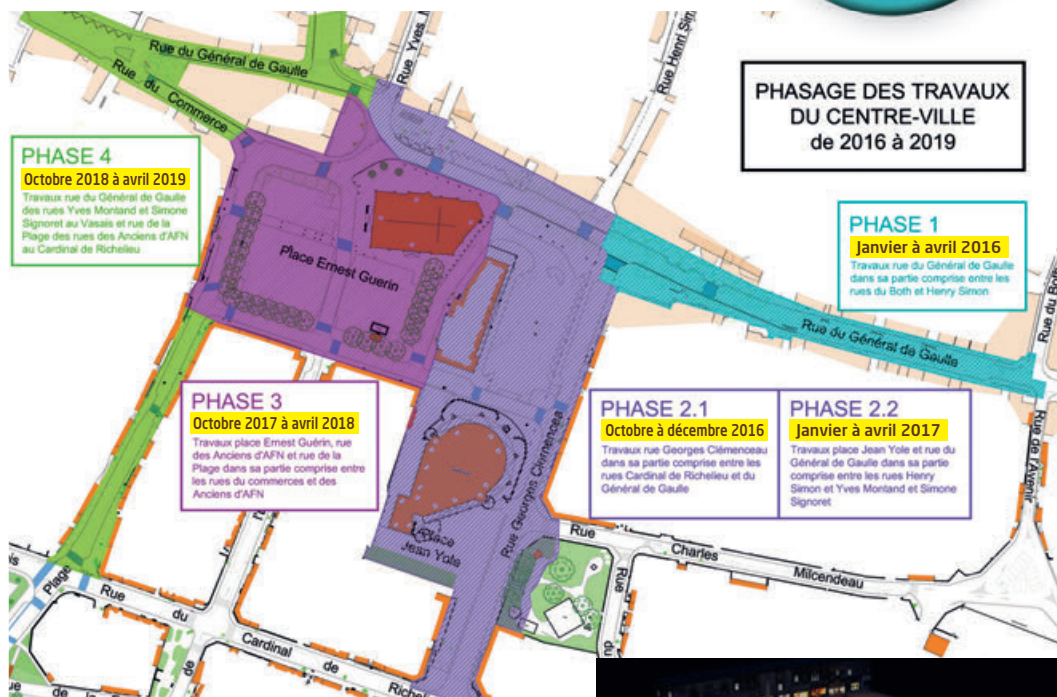 Rue du Général de Gaulle
Rue du Commerce
Rue Yves
Rue Henri Sim
PHASAGE DES TRAVAUX
DU CENTRE-VILLE
de 2016 à 2019
PHASE 4
Octobre 2018 à avril 2019
Travaux rue du Général de Gaulle
des rues Yves Montand et Simone
Signoret au Vasais et rue de la
Plage des rues des Anciens d'AFN
au Cardinal de Richelieu
PHASE 1
Janvier à avril 2016
Travaux rue du Général de Gaulle
dans sa partie comprise entre les
rues du Both et Henry Simon
Place Ernest Guerin
Rue du Général de Gaulle
Rue du Both
PHASE 3
Octobre 2017 à avril 2018
Travaux place Ernest Guérin, rue
des Anciens d'AFN et rue de la
Plage dans sa partie comprise entre
les rues du commerces et des
Anciens d'AFN
PHASE 2.1
Octobre à décembre 2016
Travaux rue Georges Clémenceau
dans sa partie comprise entre les
rues Cardinal de Richelieu et du
Général de Gaulle
PHASE 2.2
Janvier à avril 2017
Travaux place Jean Yole et rue du
Général de Gaulle dans sa partie
comprise entre les rues Henry
Simon et Yves Montand et Simone
Signoret
Rue Georges Clemencea
Rue de l'Avenir
Place
Jean Yole
Rue Charles Milcendeau
Rue du
Plage
Rue du Cardinal de Richel
de
ue de la